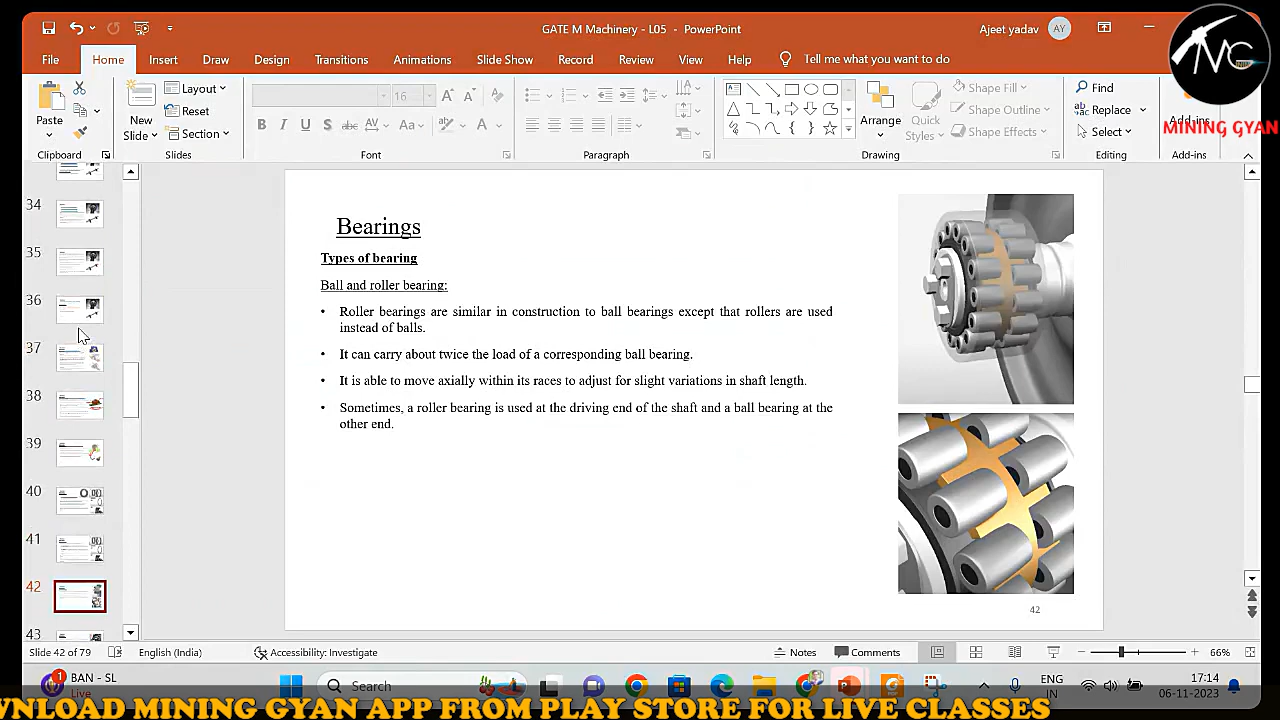 GATE M Machinery - L05 - PowerPoint
Ajeet yadav
AY
MG
MINING GYAN
File
Home
Insert
Draw
Design
Transitions
Animations
Slide Show
Record
Review
View
Help
Tell me what you want to do
Paste
New Slide
Layout
Reset
Section
16
Arrange
Quick Styles
Shape Fill
Shape Outline
Shape Effects
Find
Replace
Select
Add-ins
Clipboard
Slides
Font
Paragraph
Drawing
Editing
Add-ins
34
35
36
37
38
39
40
41
42
43
Bearings
Types of bearing
Ball and roller bearing:
• Roller bearings are similar in construction to ball bearings except that rollers are used
instead of balls.
• It can carry about twice the load of a corresponding ball bearing.
• It is able to move axially within its races to adjust for slight variations in shaft length.
• Sometimes, a roller bearing is used at the driving end of the shaft and a ball bearing at the
other end.
42
Slide 42 of 79
English (India)
Accessibility: Investigate
Notes
Comments
66%
1
BAN - SL
Live
Search
ENG
IN
17:14
06-11-2023
WNLOAD MINING GYAN APP FROM PLAY STORE FOR LIVE CLASSES